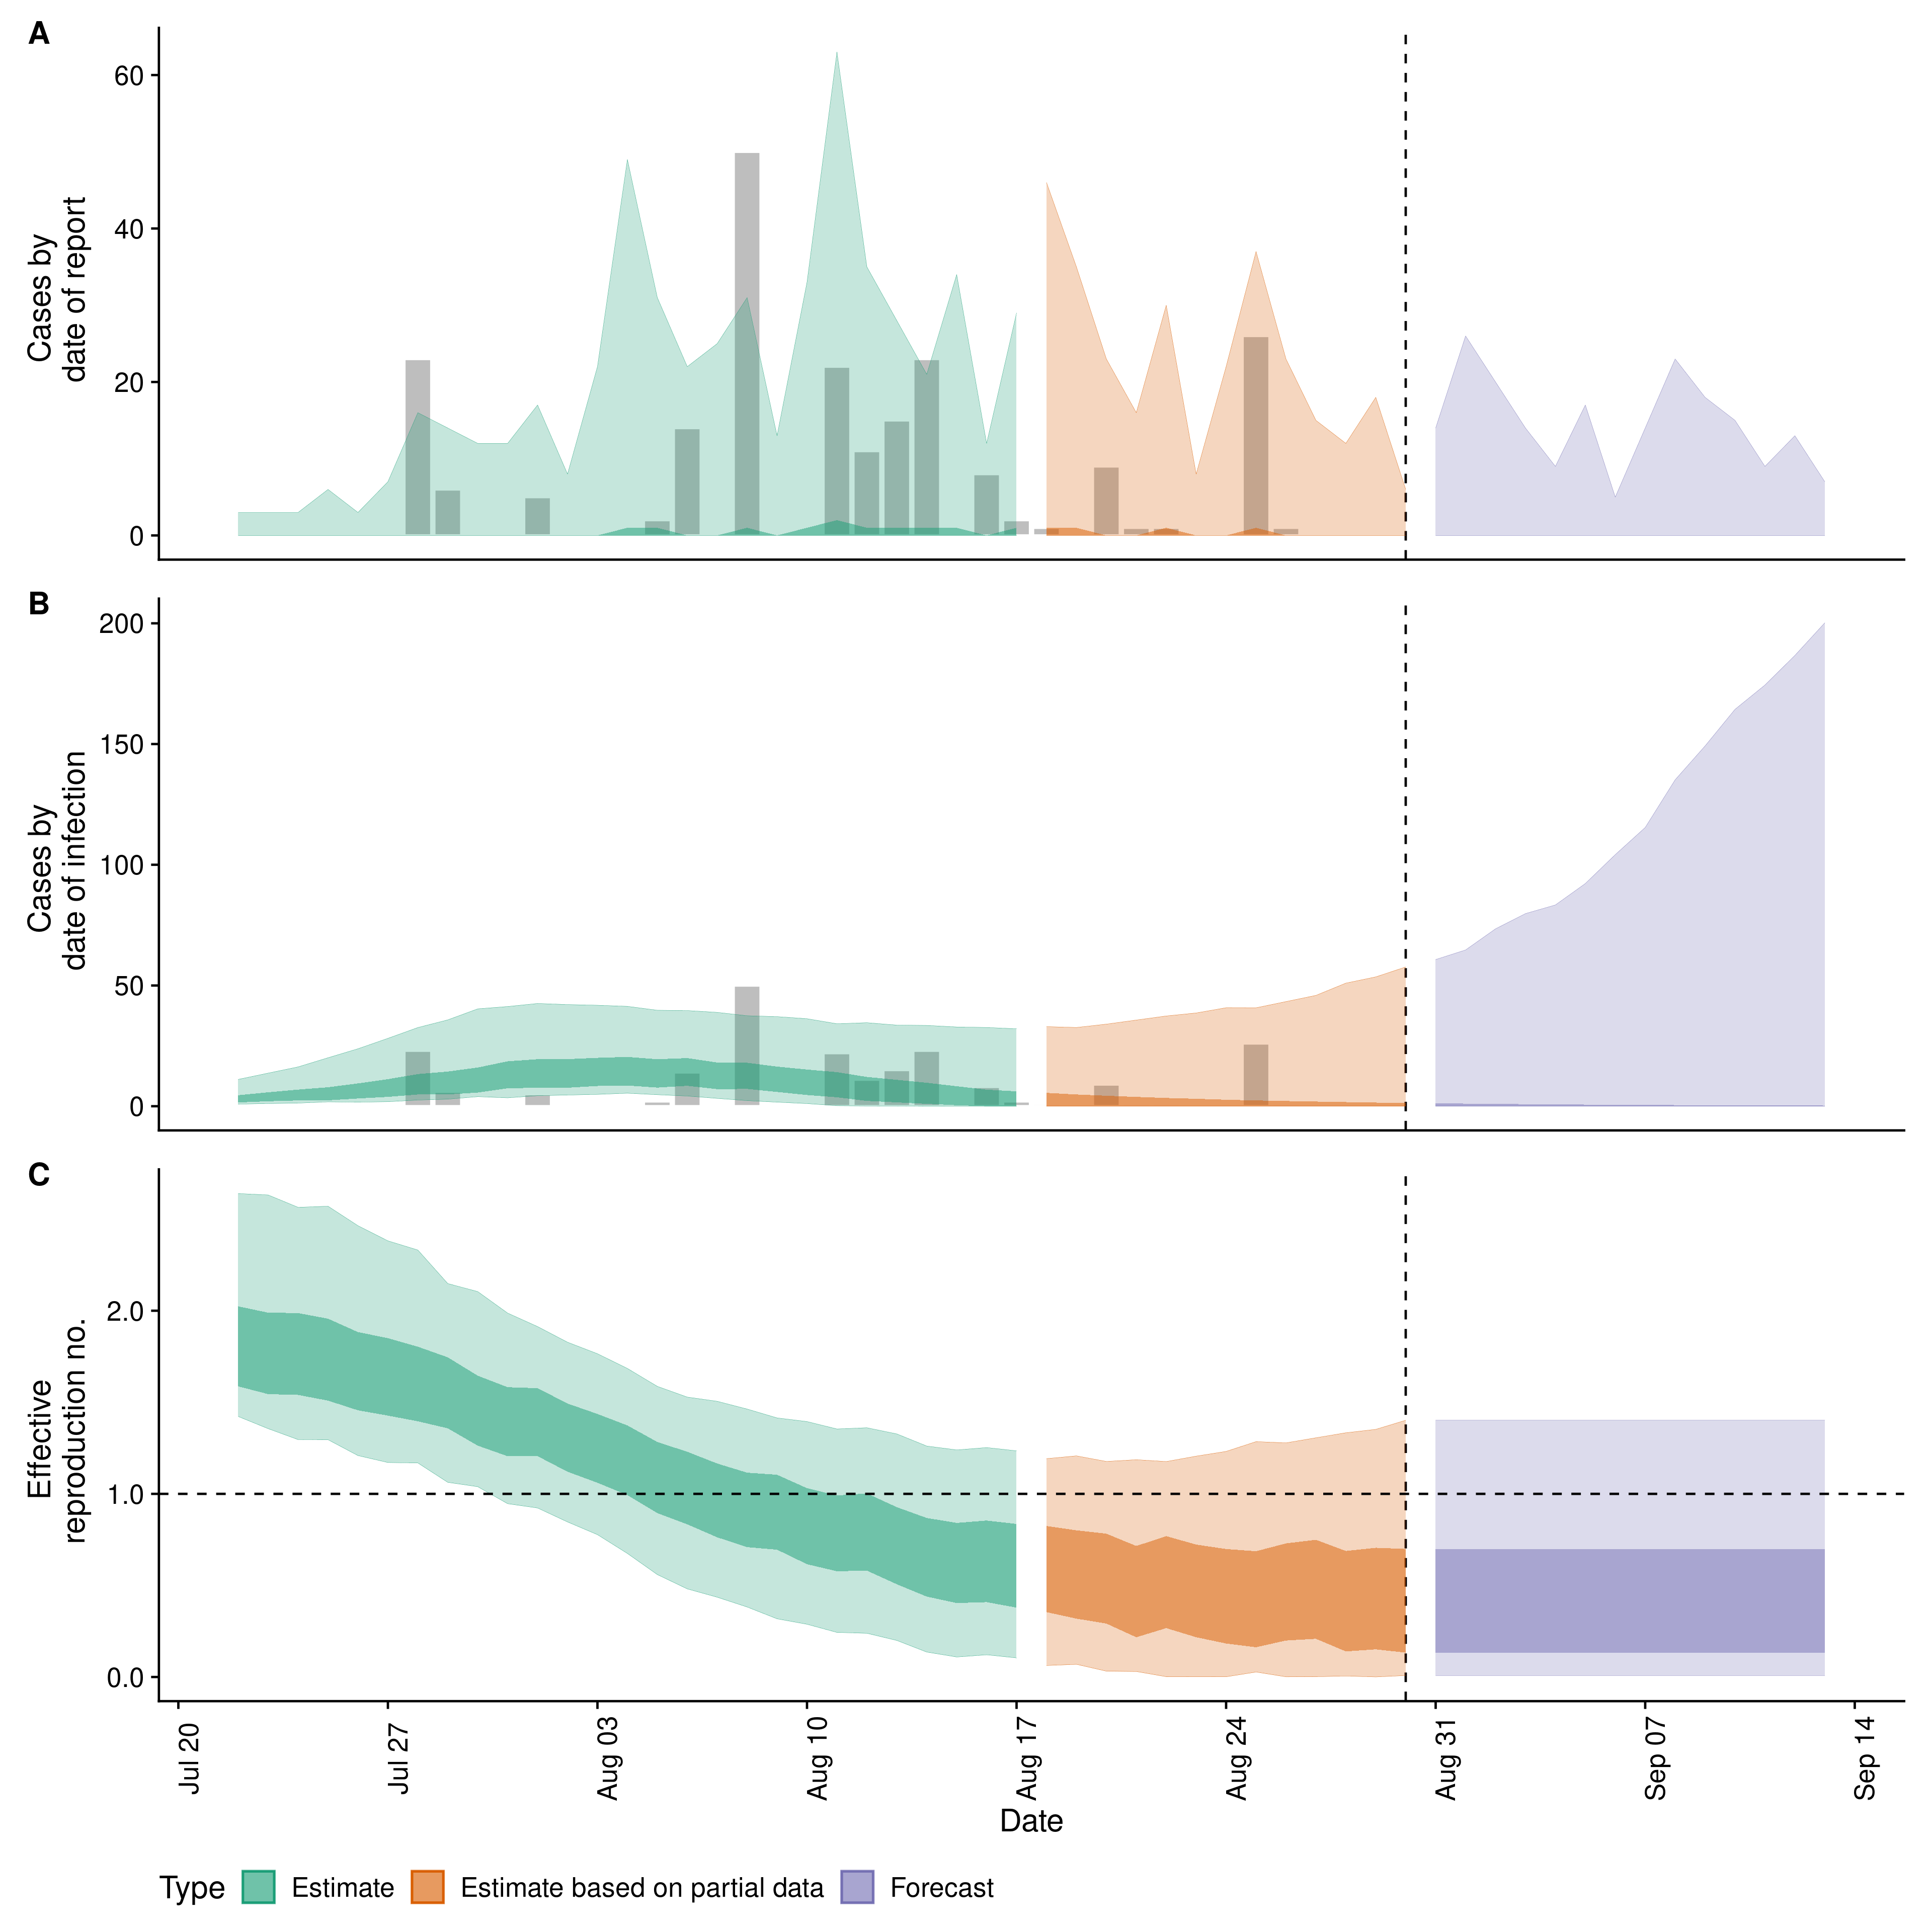 A
60
40
20
0
Cases by
date of report
B
200
150
100
50
0
Cases by
date of infection
C
2.0
1.0
0.0
Effective
reproduction no.
Jul 20
Jul 27
Aug 03
Aug 10
Aug 17
Aug 24
Aug 31
Sep 07
Sep 14
Date
Type Estimate Estimate based on partial data Forecast